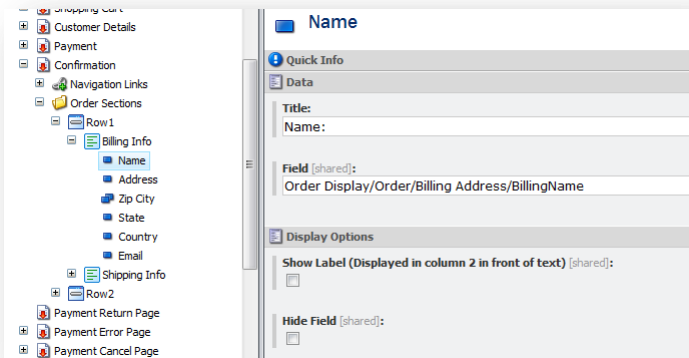 Shopping Cart
Customer Details
Payment
Confirmation
Navigation Links
Order Sections
Row1
Billing Info
Name
Address
Zip City
State
Country
Email
Shipping Info
Row2
Payment Return Page
Payment Error Page
Payment Cancel Page
Name
Quick Info
Data
Title:
Name:
Field [shared]:
Order Display/Order/Billing Address/BillingName
Display Options
Show Label (Displayed in column 2 in front of text) [shared]:
Hide Field [shared]: